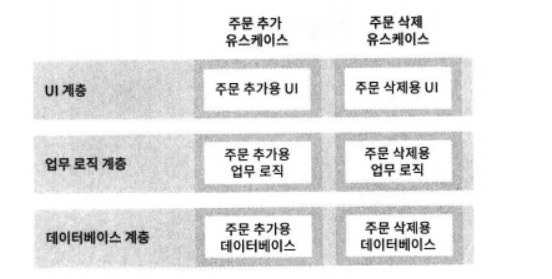 주문 추가
유스케이스
주문 삭제
유스케이스
UI 계층
주문 추가용 UI
주문 삭제용 UI
업무 로직 계층
주문 추가용
업무 로직
주문 삭제용
업무 로직
데이터베이스 계층
주문 추가용
데이터베이스
주문 삭제용
데이터베이스